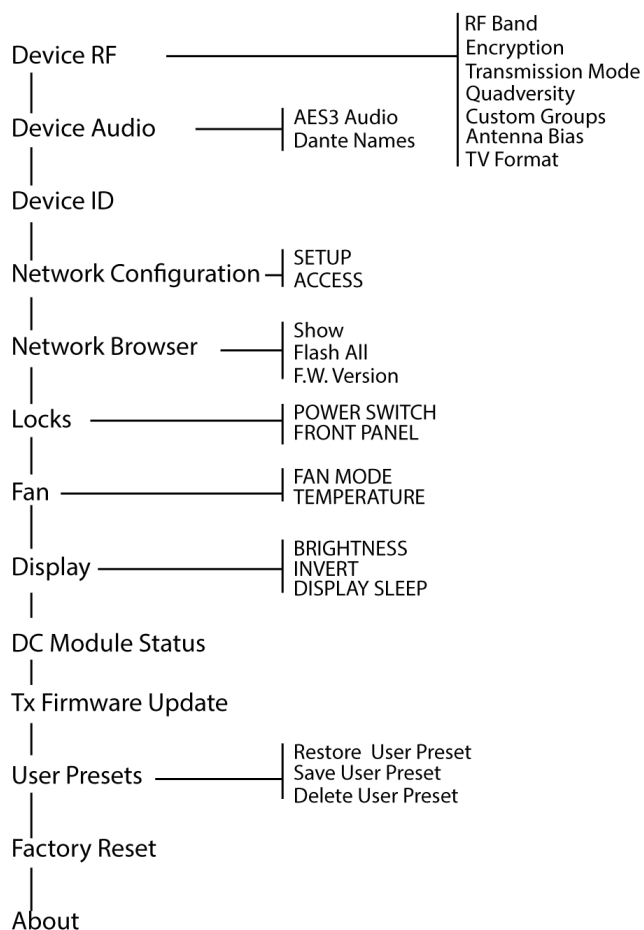 Device RF
RF Band
Encryption
Transmission Mode
Quadversity
Custom Groups
Antenna Bias
TV Format
Device Audio
AES3 Audio
Dante Names
Device ID
Network Configuration
SETUP
ACCESS
Network Browser
Show
Flash All
F.W. Version
Locks
POWER SWITCH
FRONT PANEL
Fan
FAN MODE
TEMPERATURE
Display
BRIGHTNESS
INVERT
DISPLAY SLEEP
DC Module Status
Tx Firmware Update
User Presets
Restore User Preset
Save User Preset
Delete User Preset
Factory Reset
About